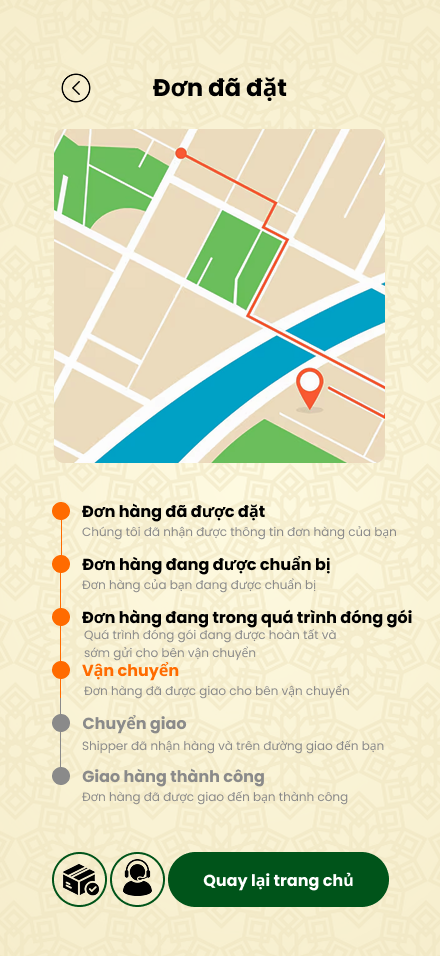 Đơn đã đặt
Đơn hàng đã được đặt
Chúng tôi đã nhận được thông tin đơn hàng của bạn
Đơn hàng đang được chuẩn bị
Đơn hàng của bạn đang được chuẩn bị
Đơn hàng đang trong quá trình đóng gói
Quá trình đóng gói đang được hoàn tất và
sớm gửi cho bên vận chuyển
Vận chuyển
Đơn hàng đã được giao cho bên vận chuyển
Chuyển giao
Shipper đã nhận hàng và trên đường giao đến bạn
Giao hàng thành công
Đơn hàng đã được giao đến bạn thành công
Quay lại trang chủ